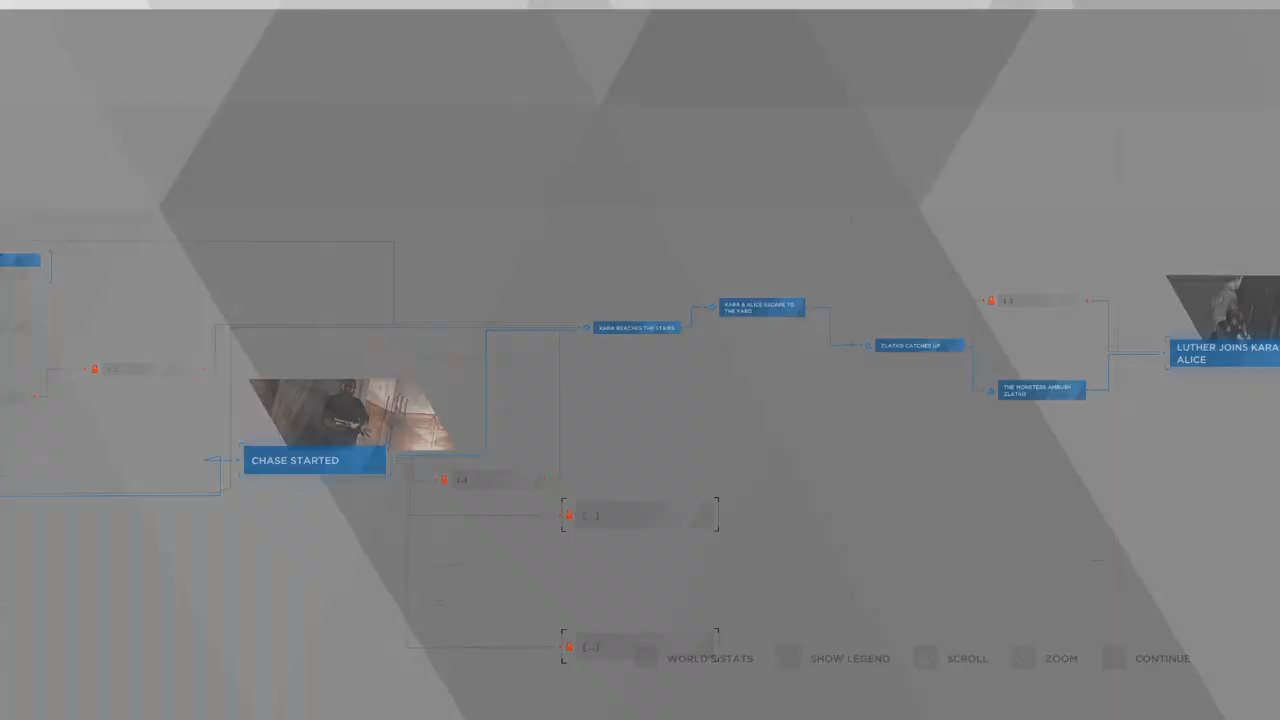 KARA & ALICE ESCAPE TO
THE YARD
KARA REACHES THE STAIRS
ZLATKO CATCHES UP
[...]
THE MONSTERS AMBUSH
ZLATKO
LUTHER JOINS KARA
ALICE
[...]
CHASE STARTED
[...]
[...]
[...]
WORLD'S STATS
SHOW LEGEND
SCROLL
ZOOM
CONTINUE